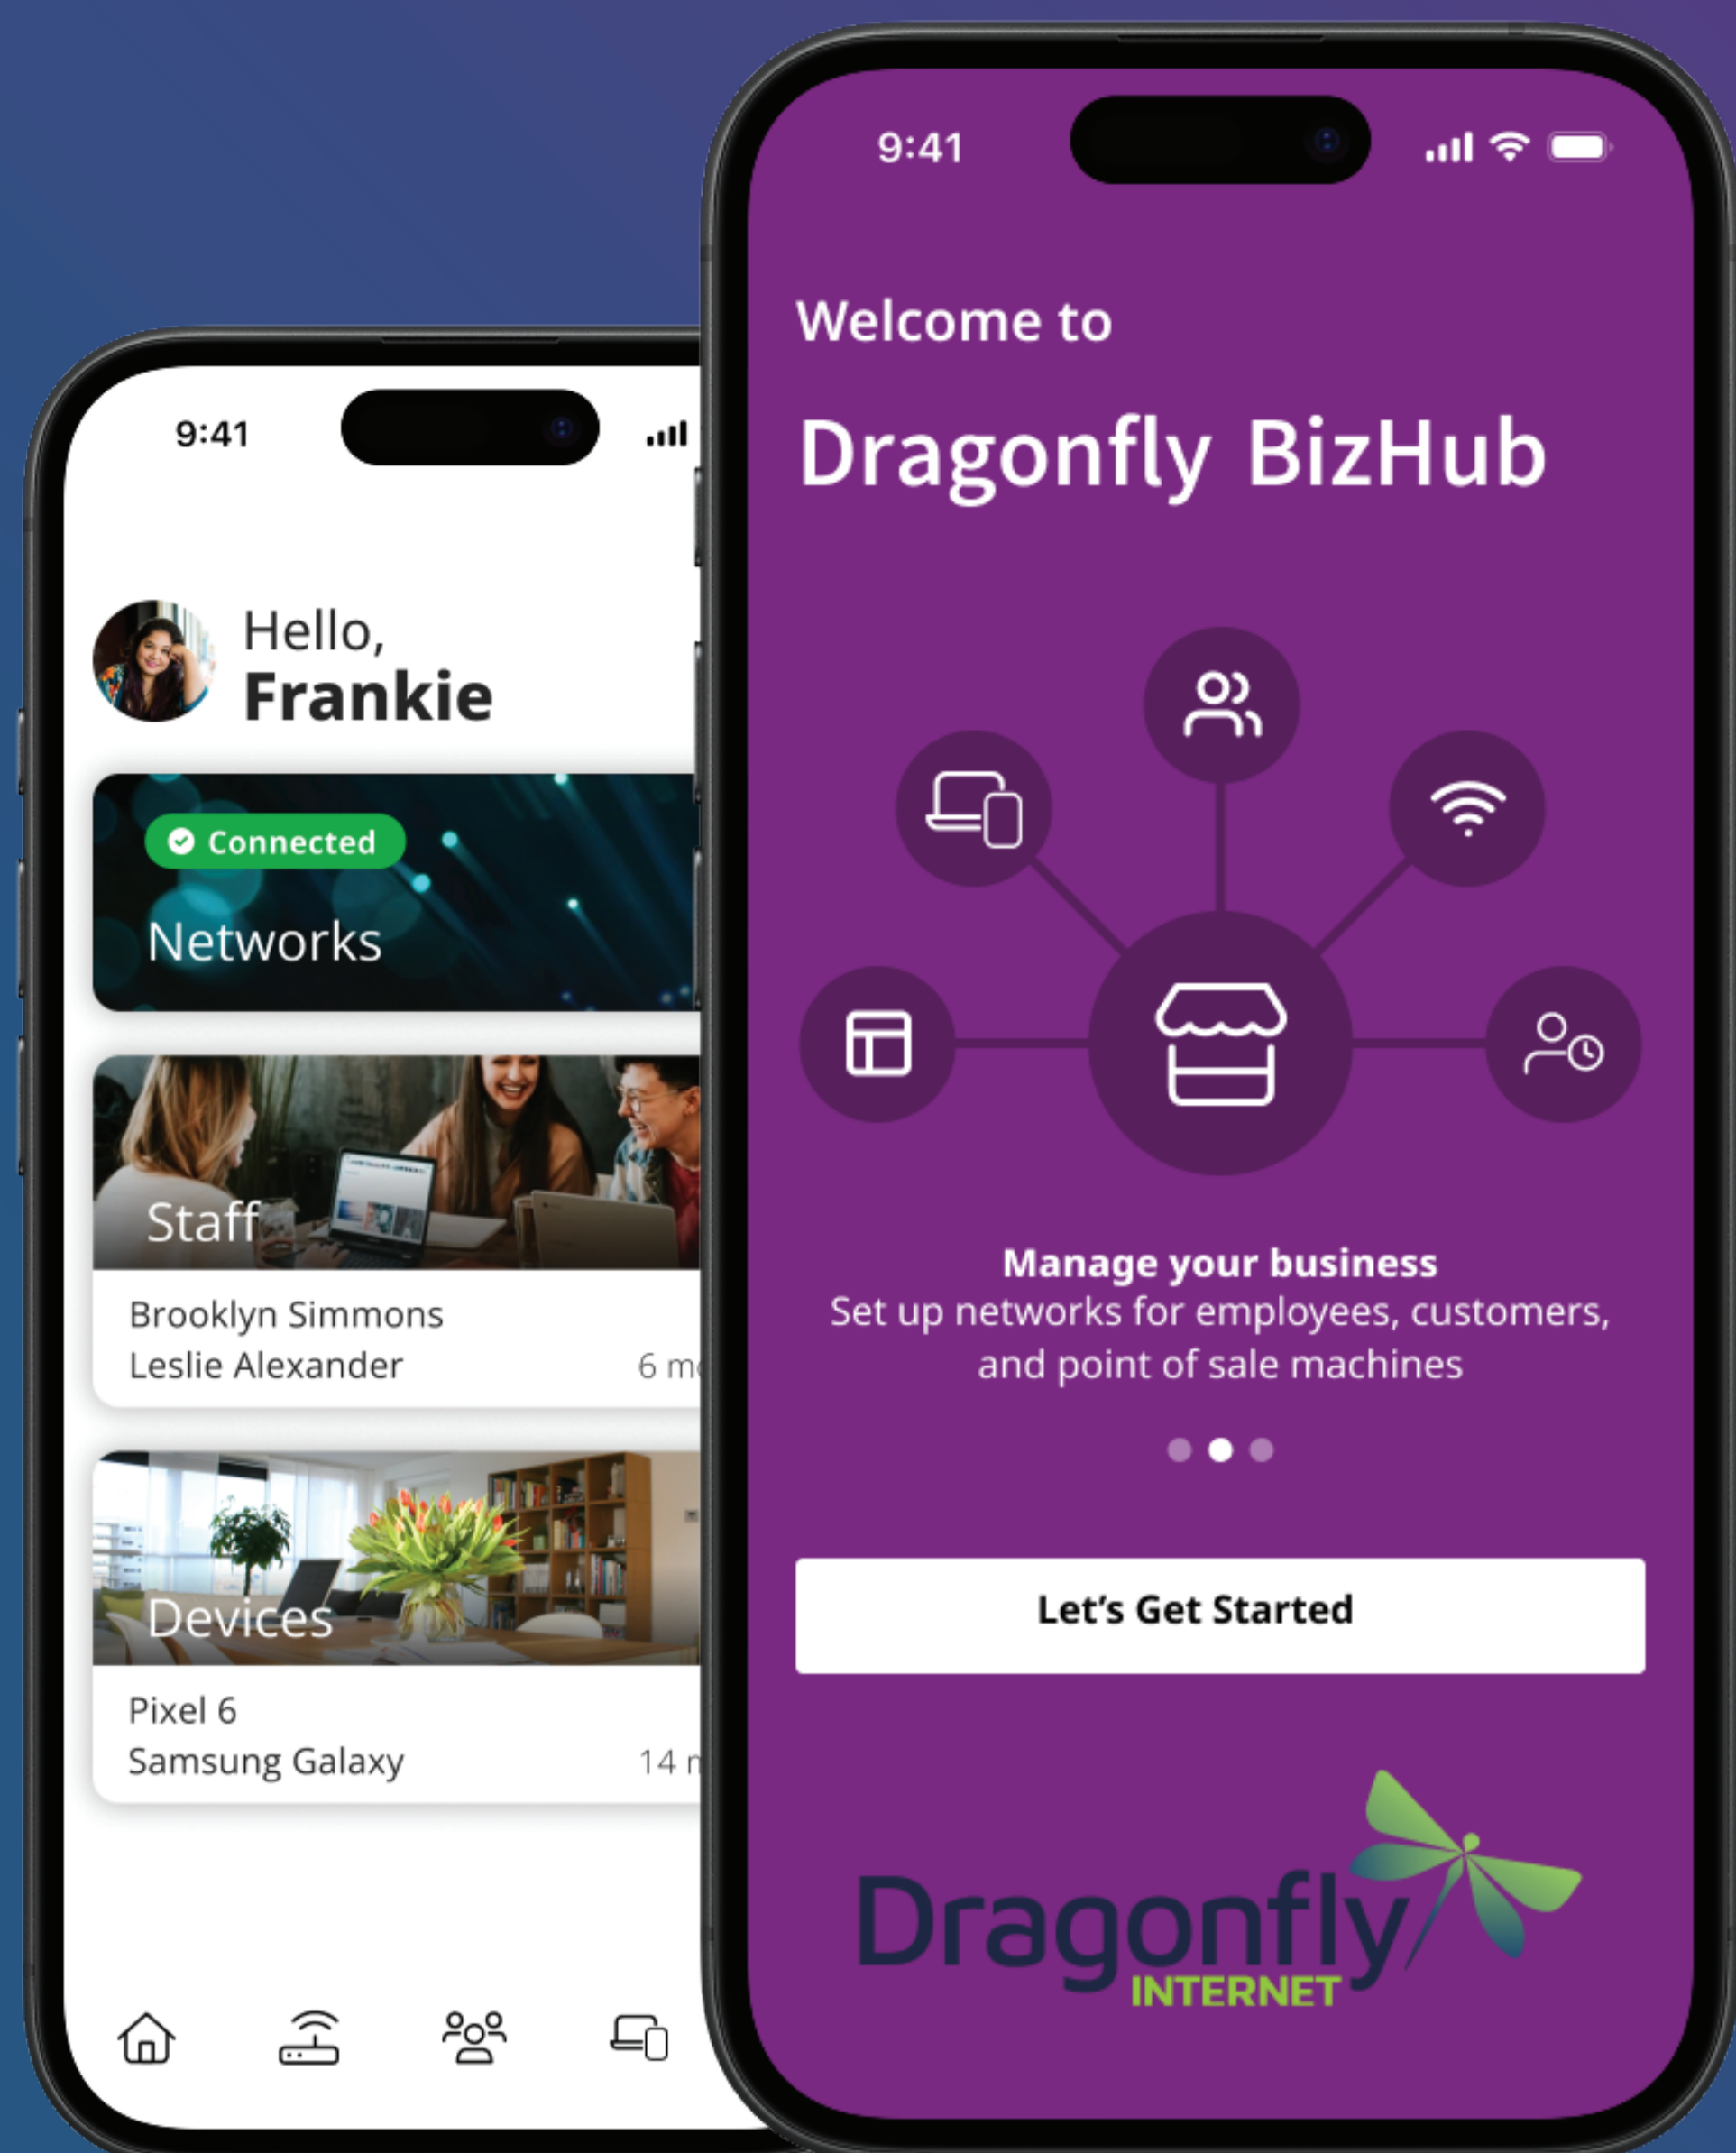 9:41
Hello,
Frankie
Connected
Networks
Staff
Brooklyn Simmons
Leslie Alexander
6
Devices
Pixel 6
Samsung Galaxy
14
9:41
Welcome to
Dragonfly BizHub
Manage your business
Set up networks for employees, customers,
and point of sale machines
Let's Get Started
Dragonfly
INTERNET